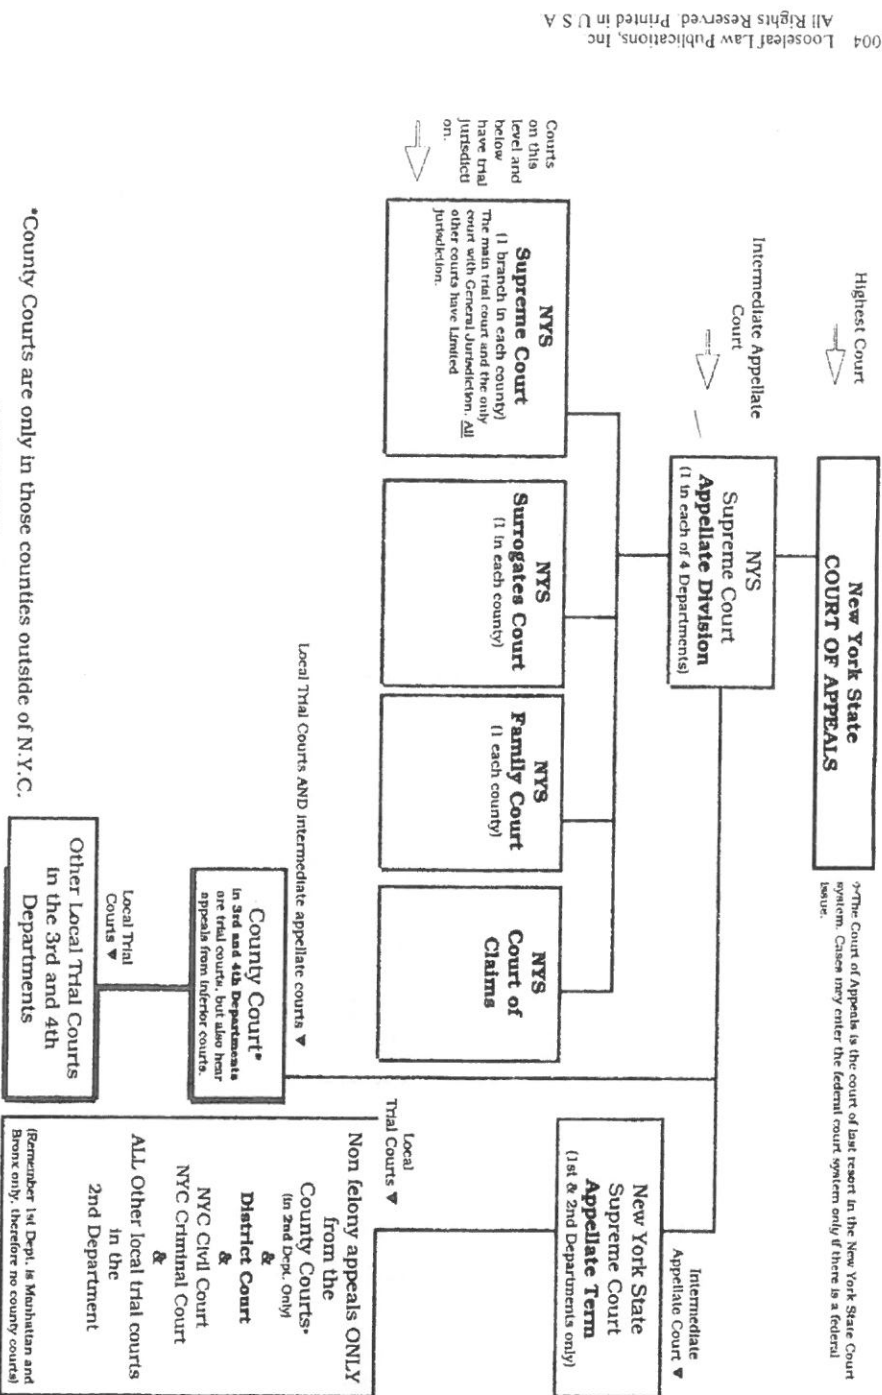 Highest Court
New York State
COURT OF APPEALS
The Court of Appeals is the court of last resort in the New York State Court
system. Cases may enter the federal court system only if there is a federal
issue.
Intermediate Appellate
Court
NYS
Supreme Court
Appellate Division
(1 in each of 4 Departments)
Intermediate
Appellate Court ▼
New York State
Supreme Court
Appellate Term
(1st & 2nd Departments only)
Courts
on this
level and
below
have trial
jurisdicti
on.
NYS
Supreme Court
(1 branch in each county)
The main trial court and the only
court with General Jurisdiction. All
other courts have Limited
Jurisdiction.
NYS
Surrogates Court
(1 in each county)
NYS
Family Court
(1 each county)
NYS
Court of
Claims
Local
Trial Courts ▼
Non felony appeals ONLY
from the
County Courts*
(in 2nd Dept. Only)
&
District Court
&
NYC Civil Court
NYC Criminal Court
&
ALL Other local trial courts
in the
2nd Department
(Remember 1st Dept. is Manhattan and
Bronx only, therefore no county courts)
Local Trial Courts AND intermediate appellate courts ▼
County Court*
in 3rd and 4th Departments
are trial courts, but also hear
appeals from inferior courts.
Local Trial
Courts ▼
Other Local Trial Courts
in the 3rd and 4th
Departments
*County Courts are only in those counties outside of N.Y.C.
004 Looseleaf Law Publications, Inc
All Rights Reserved. Printed in U S A